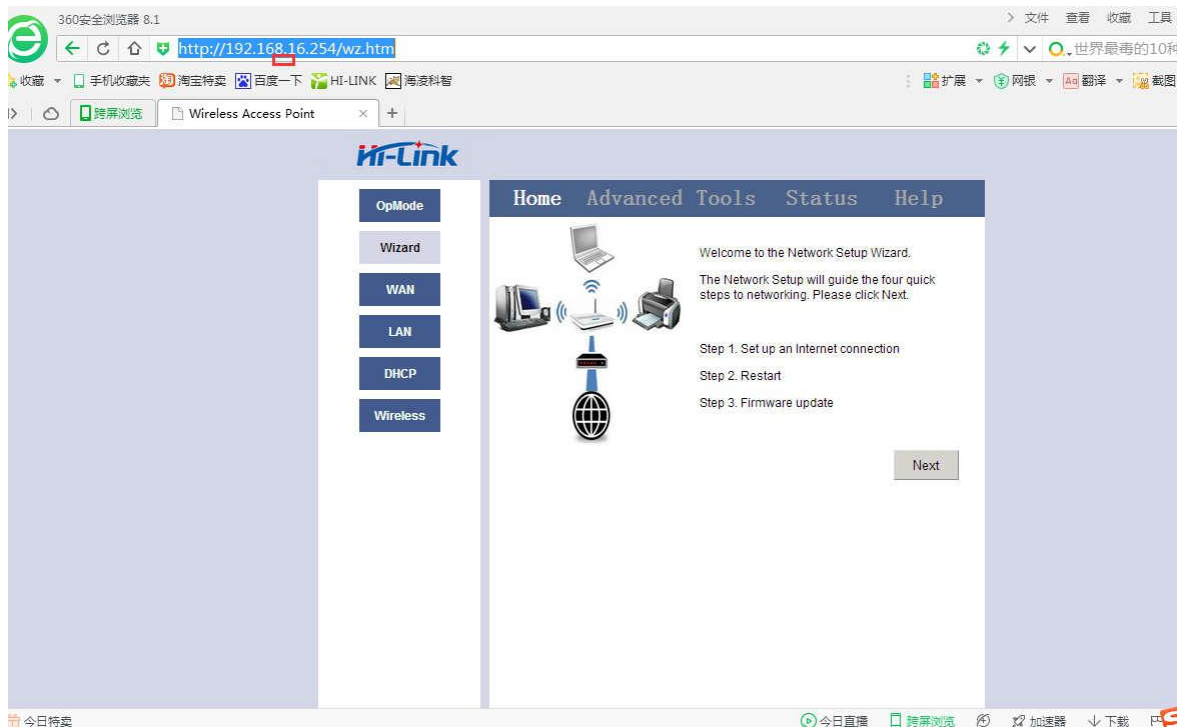 360安全浏览器 8.1
文件 查看 收藏 工具
http://192.168.16.254/wz.htm
世界最毒的10种
收藏 手机收藏夹 淘宝特卖 百度一下 HI-LINK 海凌科智
扩展 网银 翻译 截图
跨屏浏览 Wireless Access Point
Hi-Link
OpMode
Wizard
WAN
LAN
DHCP
Wireless
Home Advanced Tools Status Help
Welcome to the Network Setup Wizard.
The Network Setup will guide the four quick
steps to networking. Please click Next.
Step 1. Set up an Internet connection
Step 2. Restart
Step 3. Firmware update
Next
今日特卖
今日直播 跨屏浏览 加速器 下载